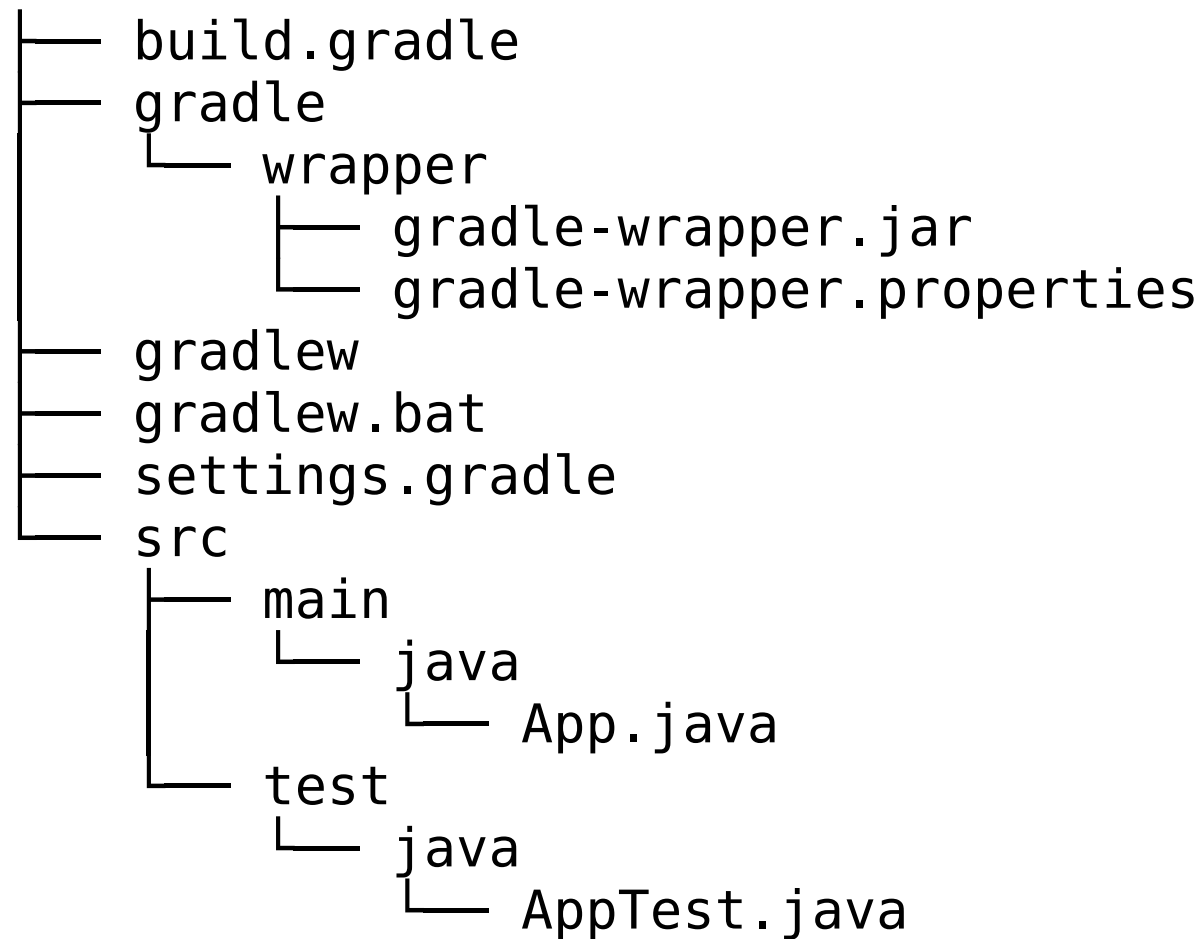 build.gradle
gradle
wrapper
gradle-wrapper.jar
gradle-wrapper.properties
gradlew
gradlew.bat
settings.gradle
src
main
java
App.java
test
java
AppTest.java